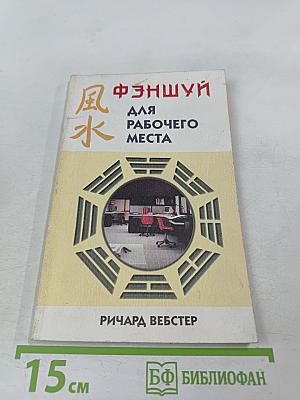 風水
ФЭНШУЙ
ДЛЯ
РАБОЧЕГО
МЕСТА
РИЧАРД ВЕБСТЕР
15 см
БФ БИБЛИОФАН